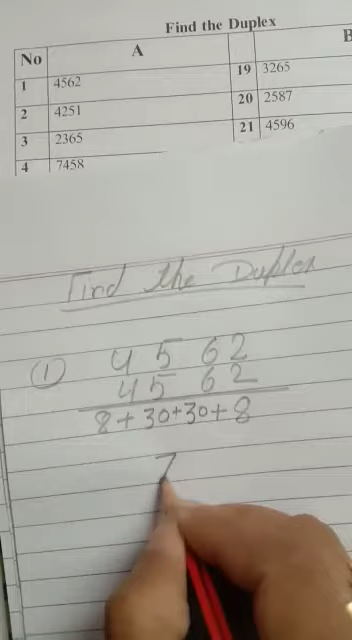 Find the Duplex
No A B
1 4562 19 3265
2 4251 20 2587
3 2365 21 4596
4 7458
Find the Duplex
① 4 5 6 2
4 5 6 2
8 + 30 + 30 + 8
7